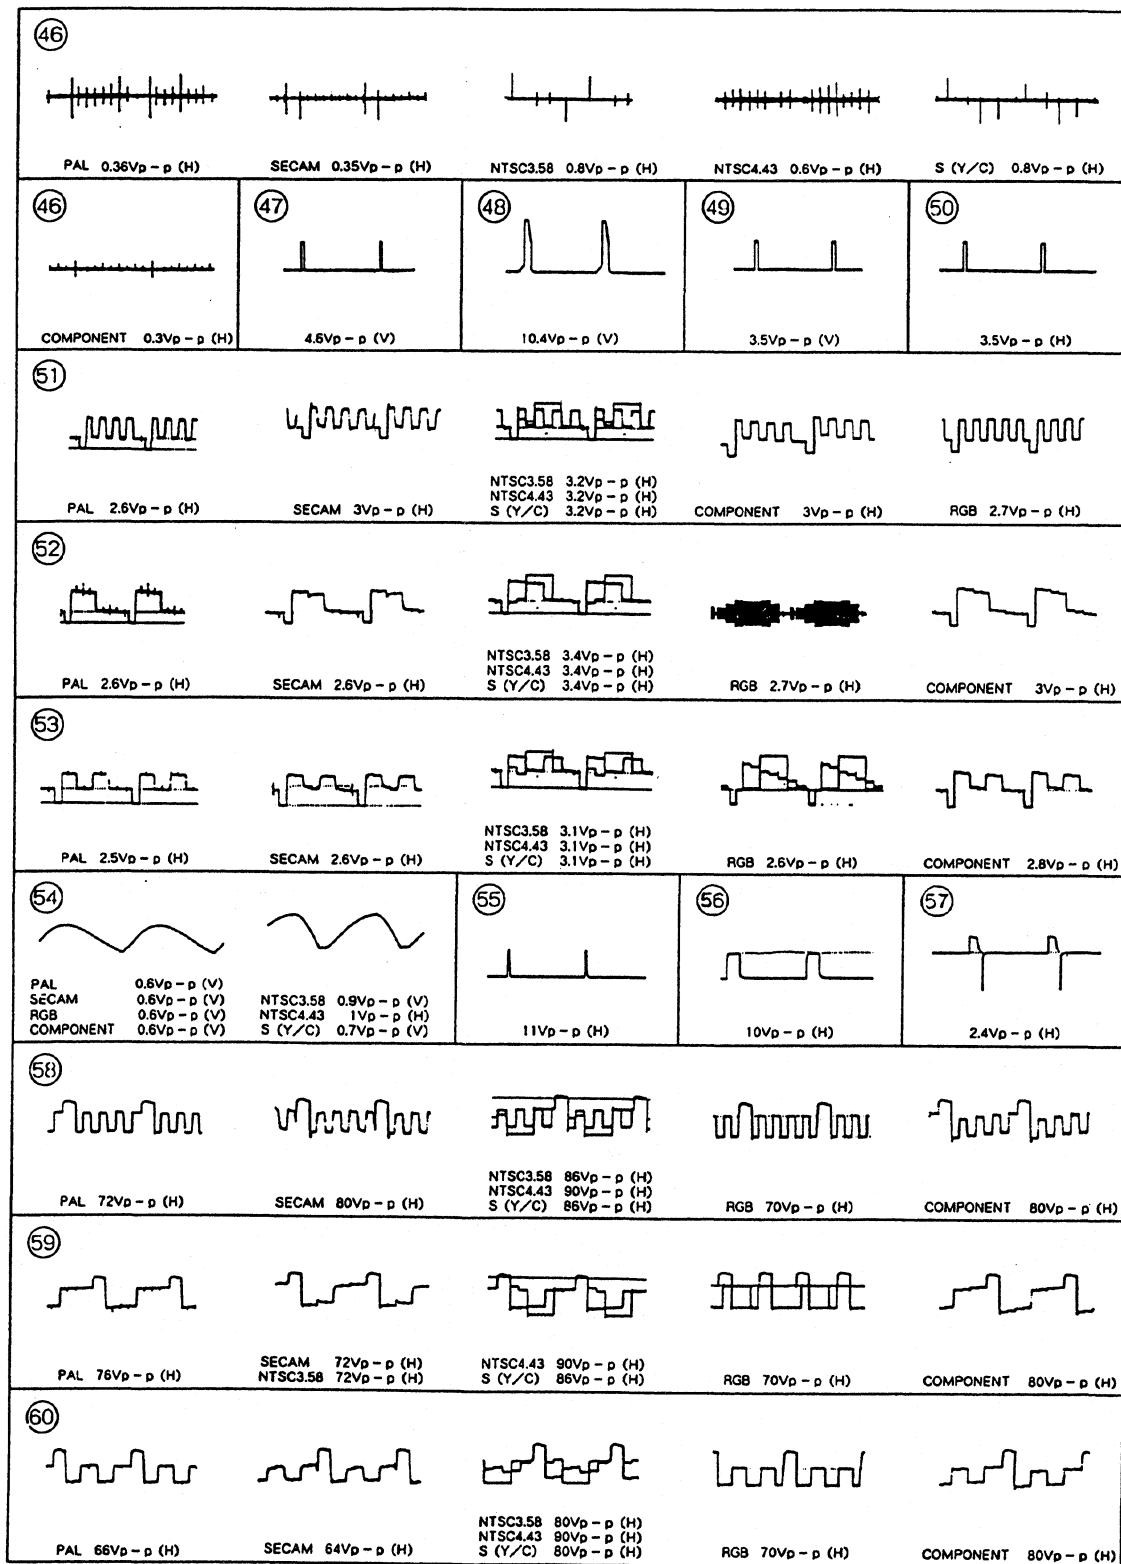 46
PAL 0.36Vp-p (H)
SECAM 0.35Vp-p (H)
NTSC3.58 0.8Vp-p (H)
NTSC4.43 0.6Vp-p (H)
S (Y/C) 0.8Vp-p (H)
46
COMPONENT 0.3Vp-p (H)
47
4.6Vp-p (V)
48
10.4Vp-p (V)
49
3.5Vp-p (V)
50
3.5Vp-p (H)
51
PAL 2.6Vp-p (H)
SECAM 3Vp-p (H)
NTSC3.58 3.2Vp-p (H)
NTSC4.43 3.2Vp-p (H)
S (Y/C) 3.2Vp-p (H)
COMPONENT 3Vp-p (H)
RGB 2.7Vp-p (H)
52
PAL 2.6Vp-p (H)
SECAM 2.6Vp-p (H)
NTSC3.58 3.4Vp-p (H)
NTSC4.43 3.4Vp-p (H)
S (Y/C) 3.4Vp-p (H)
RGB 2.7Vp-p (H)
COMPONENT 3Vp-p (H)
53
PAL 2.5Vp-p (H)
SECAM 2.6Vp-p (H)
NTSC3.58 3.1Vp-p (H)
NTSC4.43 3.1Vp-p (H)
S (Y/C) 3.1Vp-p (H)
RGB 2.6Vp-p (H)
COMPONENT 2.8Vp-p (H)
54
PAL 0.6Vp-p (V)
SECAM 0.6Vp-p (V)
RGB 0.6Vp-p (V)
COMPONENT 0.6Vp-p (V)
NTSC3.58 0.9Vp-p (V)
NTSC4.43 1Vp-p (H)
S (Y/C) 0.7Vp-p (V)
55
11Vp-p (H)
56
10Vp-p (H)
57
2.4Vp-p (H)
58
PAL 72Vp-p (H)
SECAM 80Vp-p (H)
NTSC3.58 86Vp-p (H)
NTSC4.43 90Vp-p (H)
S (Y/C) 86Vp-p (H)
RGB 70Vp-p (H)
COMPONENT 80Vp-p (H)
59
PAL 76Vp-p (H)
SECAM 72Vp-p (H)
NTSC3.58 72Vp-p (H)
NTSC4.43 90Vp-p (H)
S (Y/C) 86Vp-p (H)
RGB 70Vp-p (H)
COMPONENT 80Vp-p (H)
60
PAL 66Vp-p (H)
SECAM 64Vp-p (H)
NTSC3.58 80Vp-p (H)
NTSC4.43 90Vp-p (H)
S (Y/C) 80Vp-p (H)
RGB 70Vp-p (H)
COMPONENT 80Vp-p (H)